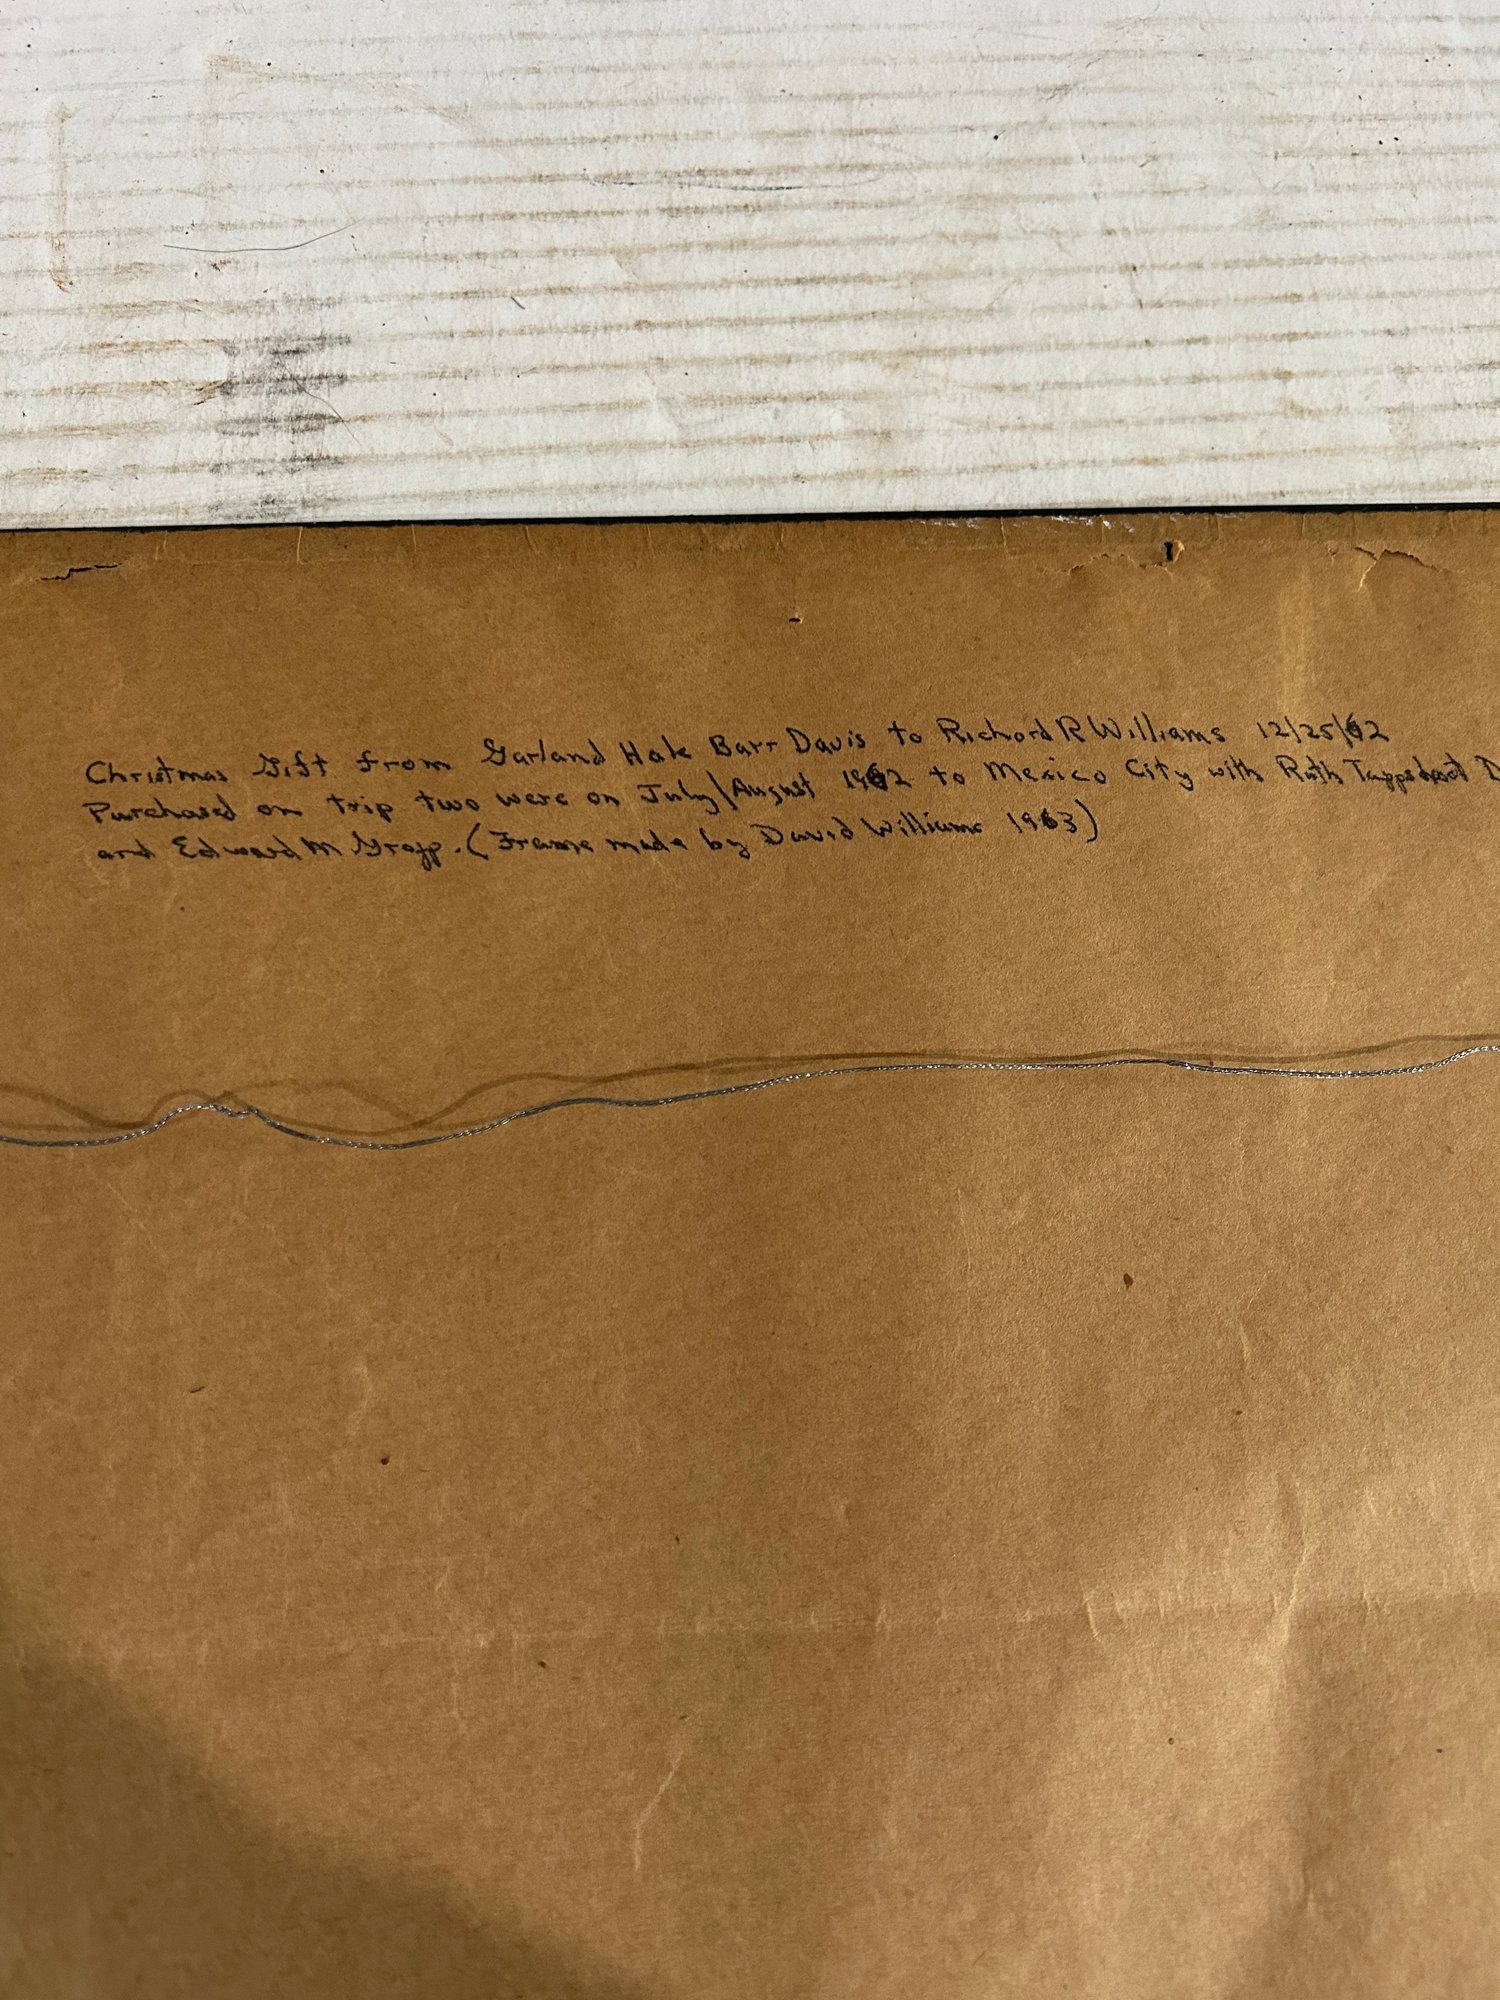 Christmas Gift from Garland Hale Barr Davis to Richard R Williams 12/25/62
Purchased on trip two were on July/August 1962 to Mexico City with Ruth D
and Edward M . (Frame made by David Williams 1963)